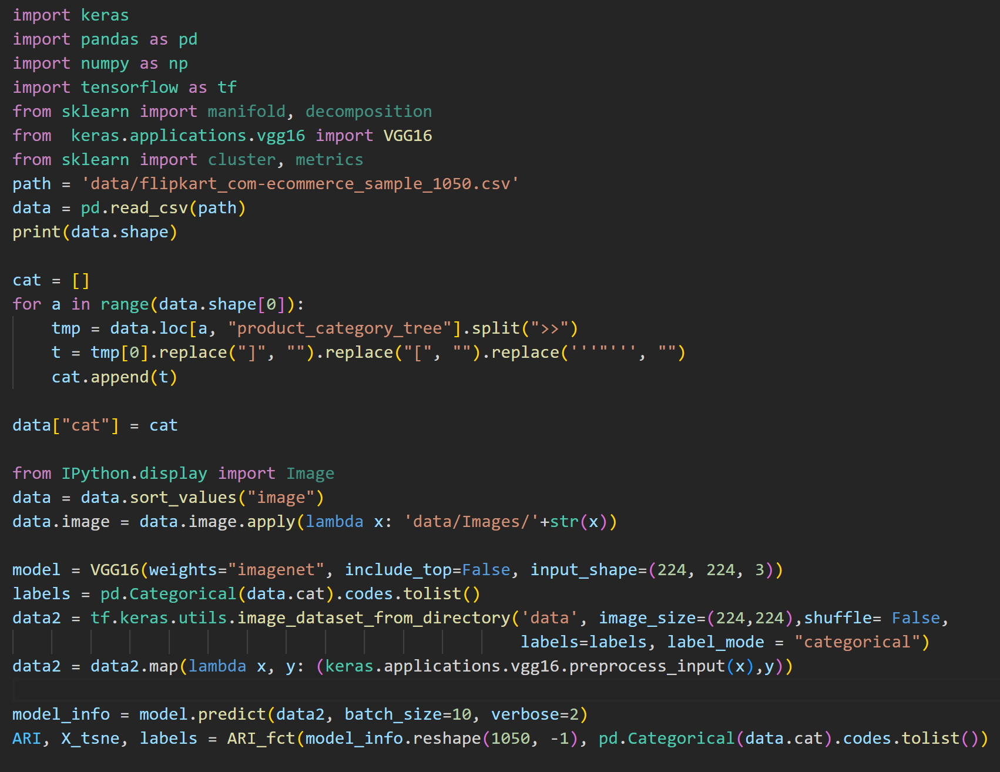 import keras
import pandas as pd
import numpy as np
import tensorflow as tf
from sklearn import manifold, decomposition
from  keras.applications.vgg16 import VGG16
from sklearn import cluster, metrics
path = 'data/flipkart_com-ecommerce_sample_1050.csv'
data = pd.read_csv(path)
print(data.shape)

cat = []
for a in range(data.shape[0]):
    tmp = data.loc[a, "product_category_tree"].split(">>")
    t = tmp[0].replace("]", "").replace("[", "").replace('''"''', "")
    cat.append(t)

data["cat"] = cat

from IPython.display import Image
data = data.sort_values("image")
data.image = data.image.apply(lambda x: 'data/Images/'+str(x))

model = VGG16(weights="imagenet", include_top=False, input_shape=(224, 224, 3))
labels = pd.Categorical(data.cat).codes.tolist()
data2 = tf.keras.utils.image_dataset_from_directory('data', image_size=(224,224),shuffle= False,
                                                    labels=labels, label_mode = "categorical")
data2 = data2.map(lambda x, y: (keras.applications.vgg16.preprocess_input(x),y))

model_info = model.predict(data2, batch_size=10, verbose=2)
ARI, X_tsne, labels = ARI_fct(model_info.reshape(1050, -1), pd.Categorical(data.cat).codes.tolist())